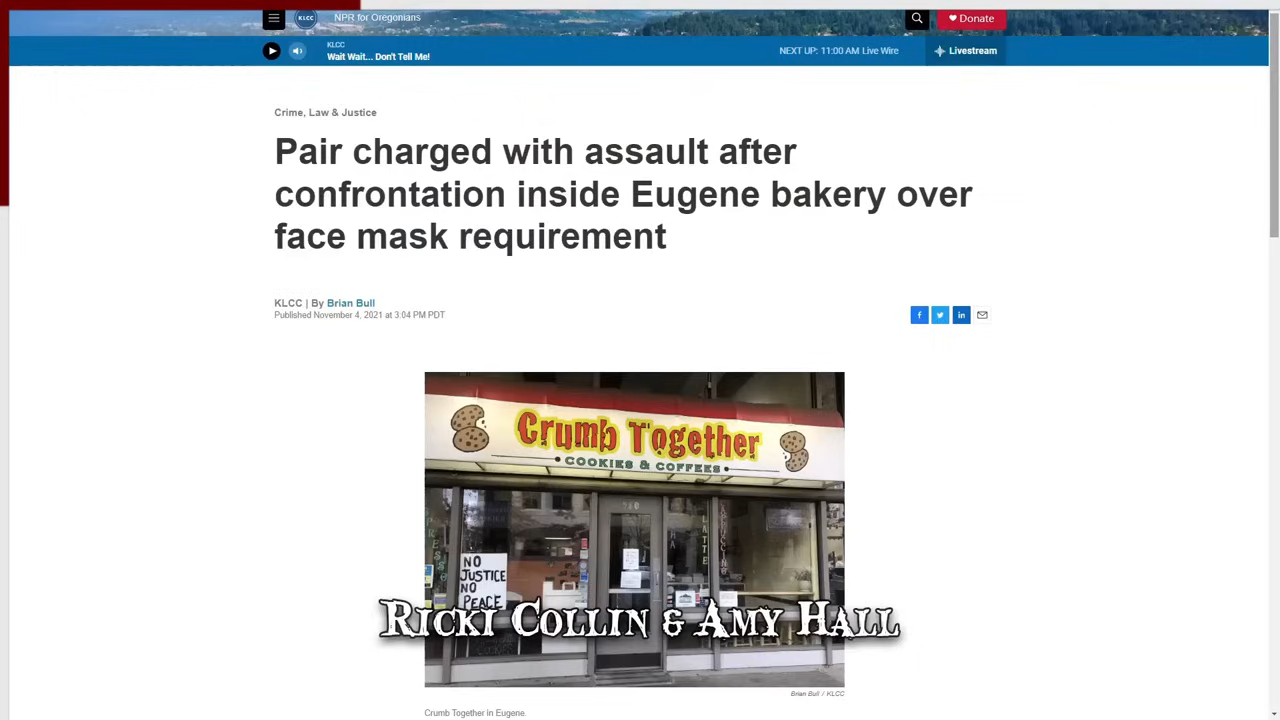 KLCC
NPR for Oregonians
Donate
KLCC
Wait Wait... Don't Tell Me!
NEXT UP: 11:00 AM Live Wire
Livestream
Crime, Law & Justice
Pair charged with assault after
confrontation inside Eugene bakery over
face mask requirement
KLCC | By Brian Bull
Published November 4, 2021 at 3:04 PM PDT
Crumb Together
COOKIES & COFFEES
NO
JUSTICE
NO
PEACE
LATTE
Ricki Collin & Amy Hall
Brian Bull / KLCC
Crumb Together in Eugene.